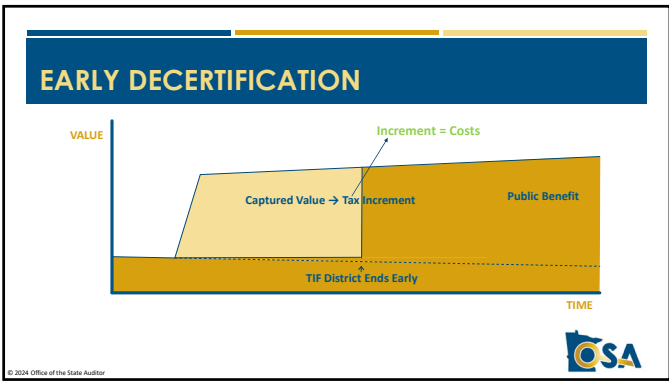 EARLY DECERTIFICATION
VALUE
Increment = Costs
Captured Value → Tax Increment
Public Benefit
TIF District Ends Early
TIME
OSA
© 2024 Office of the State Auditor